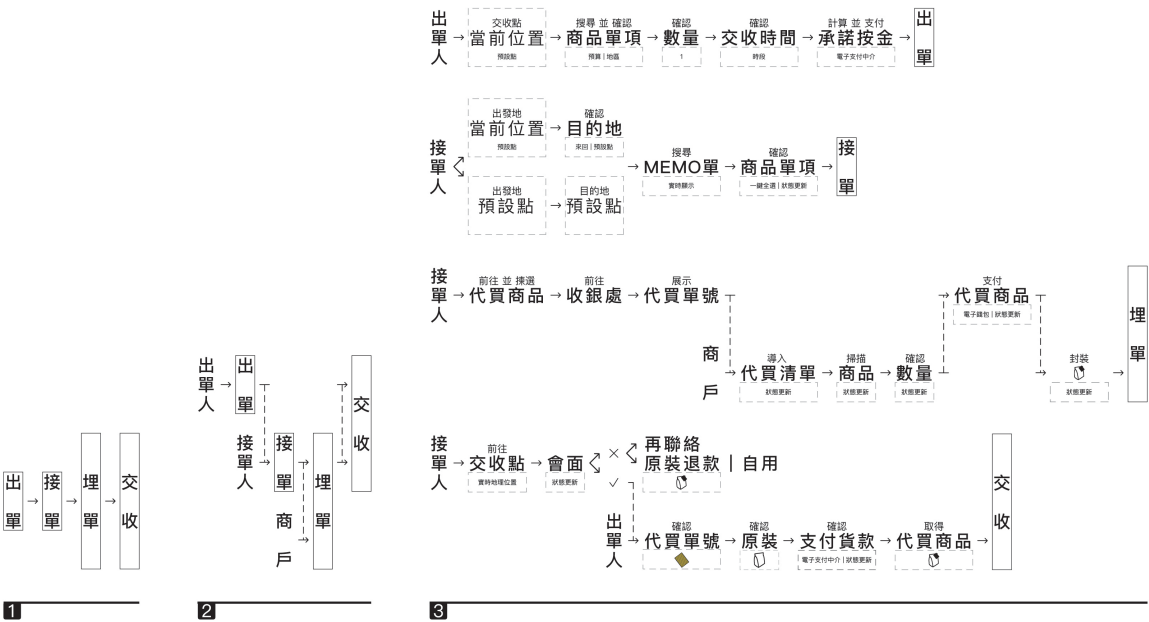 出單 → 接單 → 埋單 → 交收
1
出單人 → 出單
接單人 → 接單
商戶 → 埋單
交收
2
出單人
交收點
當前位置
預設點
搜尋 並 確認
商品單項
預算 | 地區
確認
數量
1
確認
交收時間
時段
計算 並 支付
承諾按金
電子支付中介
出單
接單人
出發地
當前位置
預設點
確認
目的地
來回 | 預設點
出發地
預設點
目的地
預設點
搜尋
MEMO單
實時顯示
確認
商品單項
一鍵全選 | 狀態更新
接單
接單人
前往 並 揀選
代買商品
前往
收銀處
展示
代買單號
商戶
導入
代買清單
狀態更新
掃描
商品
狀態更新
確認
數量
狀態更新
支付
代買商品
電子錢包 | 狀態更新
封裝
狀態更新
埋單
接單人
前往
交收點
實時地理位置
會面
狀態更新
×
再聯絡
原裝退款 | 自用
✓
出單人
確認
代買單號
確認
原裝
確認
支付貨款
電子支付中介 | 狀態更新
取得
代買商品
交收
3